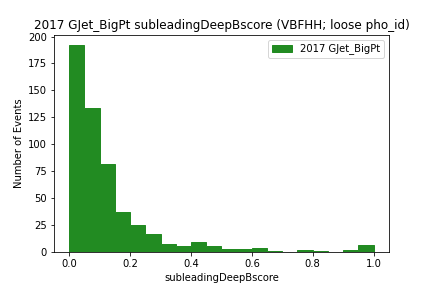 2017 GJet_BigPt subleadingDeepBscore (VBFHH; loose pho_id)
200
175
150
125
100
75
50
25
0
Number of Events
2017 GJet_BigPt
0.0 0.2 0.4 0.6 0.8 1.0
subleadingDeepBscore